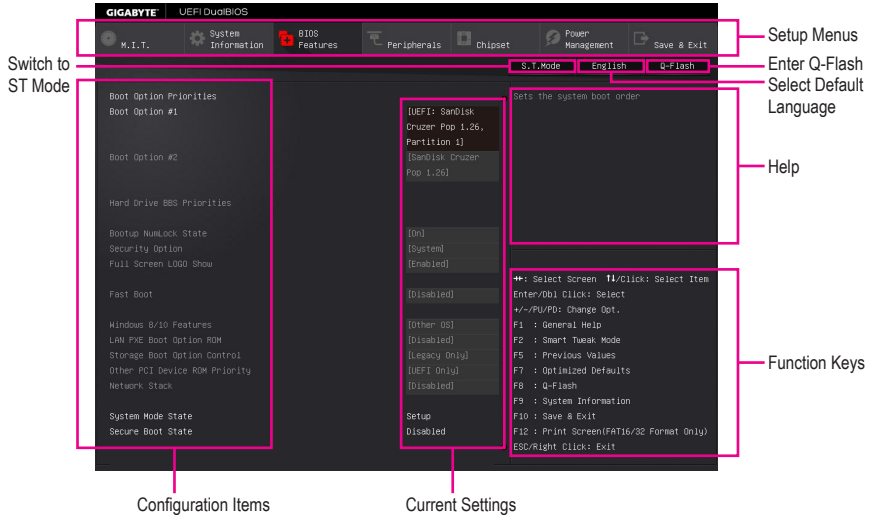 GIGABYTE™ UEFI DualBIOS
M.I.T. System Information BIOS Features Peripherals Chipset Power Management Save & Exit
Setup Menus
Switch to ST Mode
S.T.Mode English Q-Flash
Enter Q-Flash
Select Default Language
Boot Option Priorities
Boot Option #1 [UEFI: SanDisk Cruzer Pop 1.26, Partition 1]
Boot Option #2 [SanDisk Cruzer Pop 1.26]
Hard Drive BBS Priorities
Bootup NumLock State [On]
Security Option [System]
Full Screen LOGO Show [Enabled]
Fast Boot [Disabled]
Windows 8/10 Features [Other OS]
LAN PXE Boot Option ROM [Disabled]
Storage Boot Option Control [Legacy Only]
Other PCI Device ROM Priority [UEFI Only]
Network Stack [Disabled]
System Mode State Setup
Secure Boot State Disabled
Sets the system boot order
Help
→←: Select Screen ↑↓/Click: Select Item
Enter/Dbl Click: Select
+/-/PU/PD: Change Opt.
F1 : General Help
F2 : Smart Tweak Mode
F5 : Previous Values
F7 : Optimized Defaults
F8 : Q-Flash
F9 : System Information
F10 : Save & Exit
F12 : Print Screen(FAT16/32 Format Only)
ESC/Right Click: Exit
Function Keys
Configuration Items
Current Settings